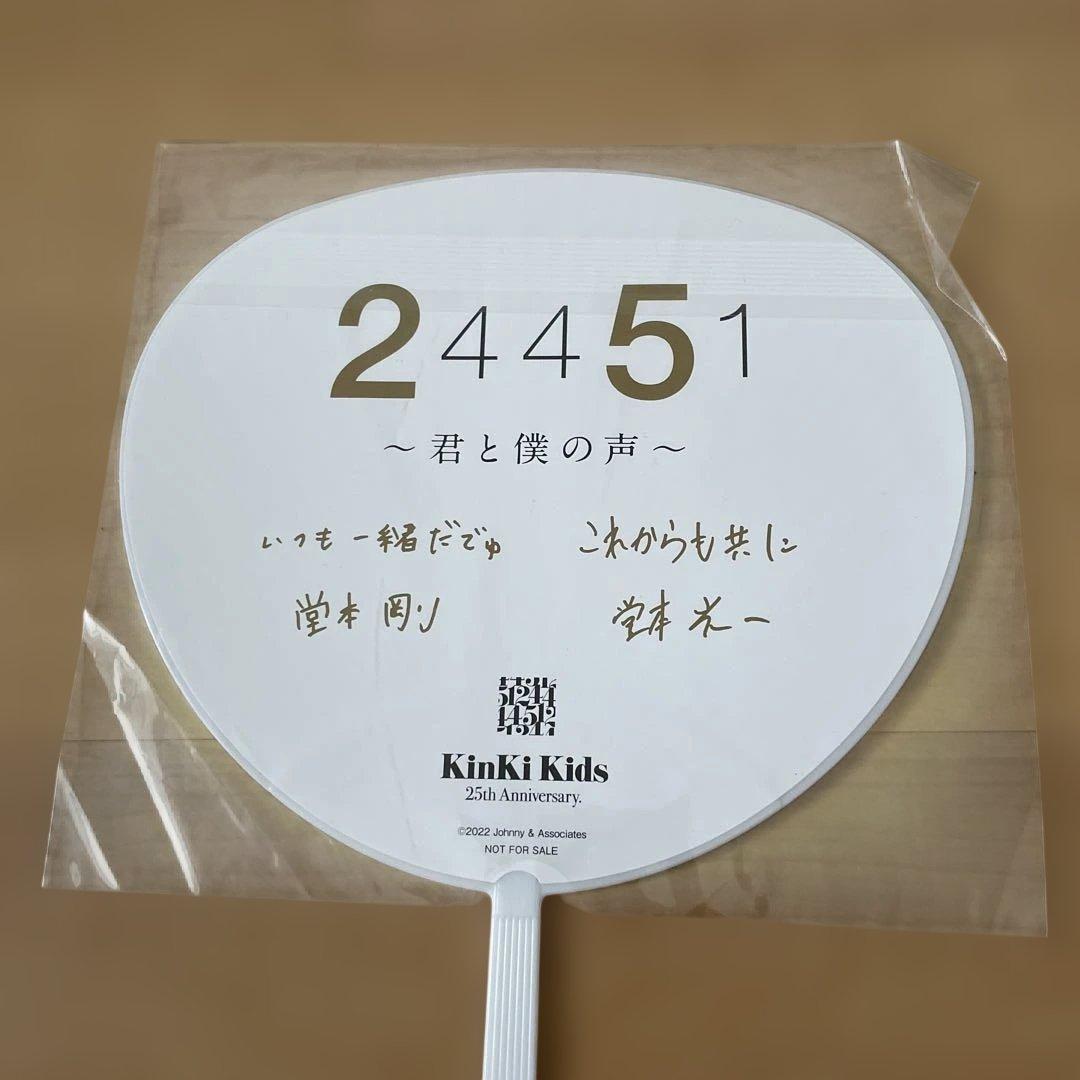 24451
～君と僕の声～
いつも一緒だでゅ
堂本 剛
これからも共に
堂本 光一
KinKi Kids
25th Anniversary.
©2022 Johnny & Associates
NOT FOR SALE